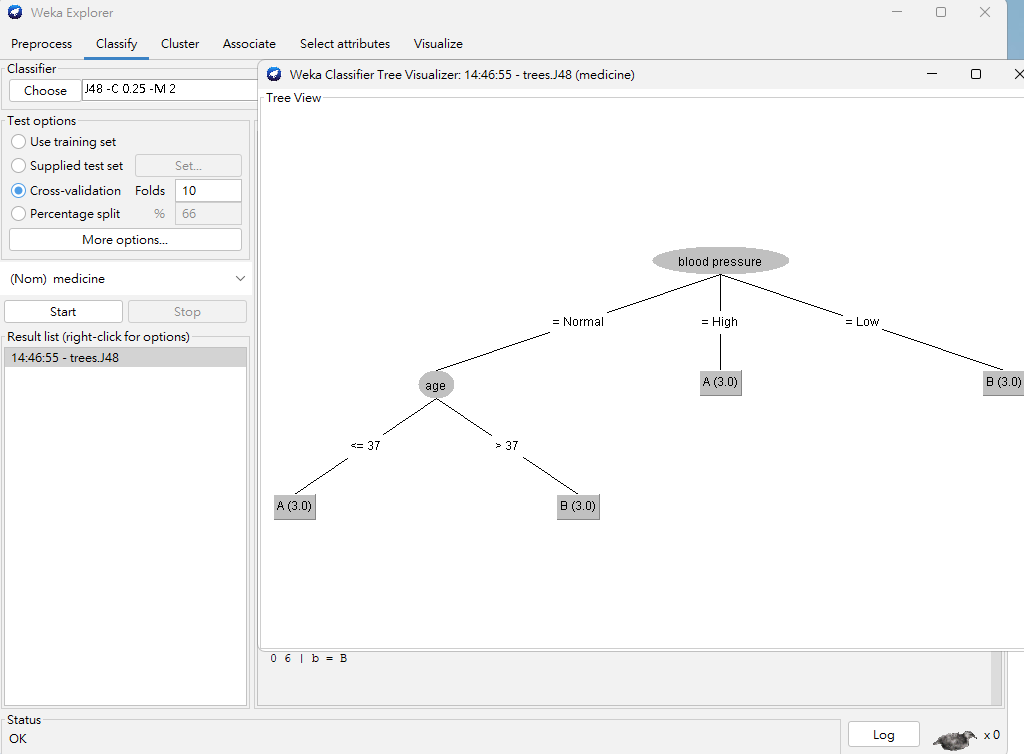 Weka Explorer
Preprocess Classify Cluster Associate Select attributes Visualize
Classifier
Choose J48 -C 0.25 -M 2
Test options
Use training set
Supplied test set Set...
Cross-validation Folds 10
Percentage split % 66
More options...
(Nom) medicine
Start Stop
Result list (right-click for options)
14:46:55 - trees.J48
Weka Classifier Tree Visualizer: 14:46:55 - trees.J48 (medicine)
Tree View
blood pressure
= Normal = High = Low
age A (3.0) B (3.0)
<= 37 > 37
A (3.0) B (3.0)
0 6 | b = B
Status
OK
Log x 0